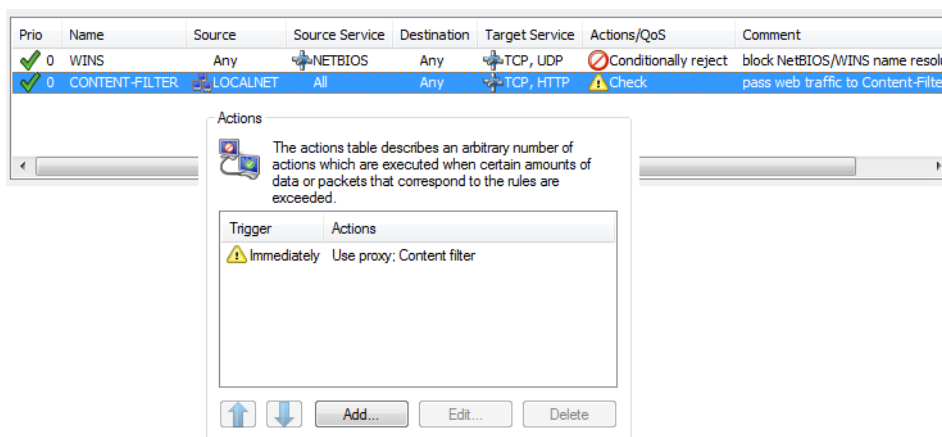 Prio Name Source Source Service Destination Target Service Actions/QoS Comment
0 WINS Any NETBIOS Any TCP, UDP Conditionally reject block NetBIOS/WINS name
0 CONTENT-FILTER LOCALNET All Any TCP, HTTP Check pass web traffic to
Actions
The actions table describes an arbitrary number of
actions which are executed when certain amounts of
data or packets that correspond to the rules are
exceeded.
Trigger Actions
Immediately Use proxy; Content filter
Add... Edit... Delete